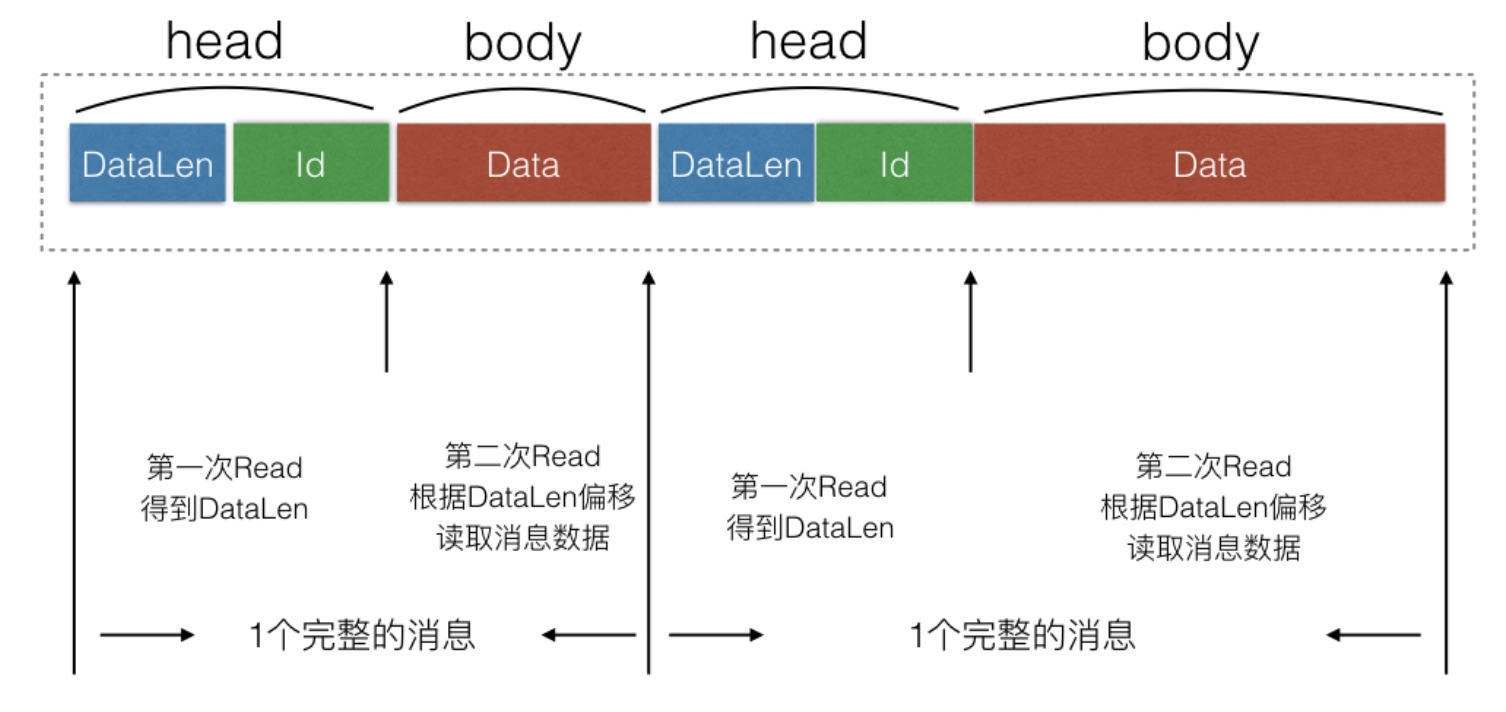 head
body
head
body
DataLen
Id
Data
DataLen
Id
Data
第一次Read
得到DataLen
第二次Read
根据DataLen偏移
读取消息数据
第一次Read
得到DataLen
第二次Read
根据DataLen偏移
读取消息数据
1个完整的消息
1个完整的消息